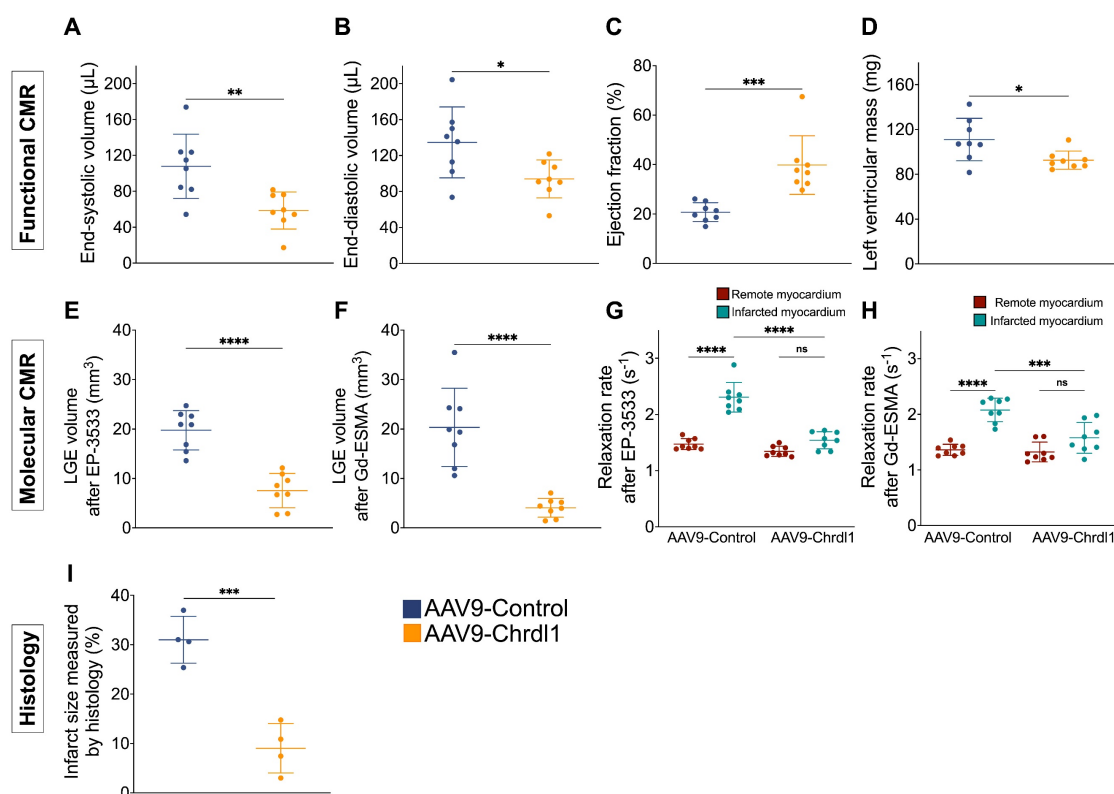 Functional CMR
A
End-systolic volume (µL)
200
160
120
80
40
0
**
B
End-diastolic volume (µL)
200
160
120
80
40
0
*
C
Ejection fraction (%)
80
60
40
20
0
***
D
Left ventricular mass (mg)
160
120
80
40
0
*
Molecular CMR
E
LGE volume
after EP-3533 (mm³)
40
30
20
10
0
****
F
LGE volume
after Gd-ESMA (mm³)
40
30
20
10
0
****
G
Remote myocardium
Infarcted myocardium
Relaxation rate
after EP-3533 (s⁻¹)
3
2
1
0
****
****
ns
AAV9-Control
AAV9-Chrdl1
H
Remote myocardium
Infarcted myocardium
Relaxation rate
after Gd-ESMA (s⁻¹)
3
2
1
0
***
****
ns
AAV9-Control
AAV9-Chrdl1
Histology
I
Infarct size measured
by histology (%)
40
30
20
10
0
***
AAV9-Control
AAV9-Chrdl1